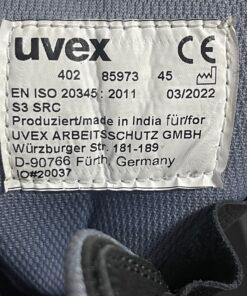 uvex CE
402 85973 45
EN ISO 20345 : 2011 03/2022
S3 SRC
Produziert/made in India für/for
UVEX ARBEITSSCHUTZ GMBH
Würzburger Str. 181-189
D-90766 Fürth, Germany
IO#20037